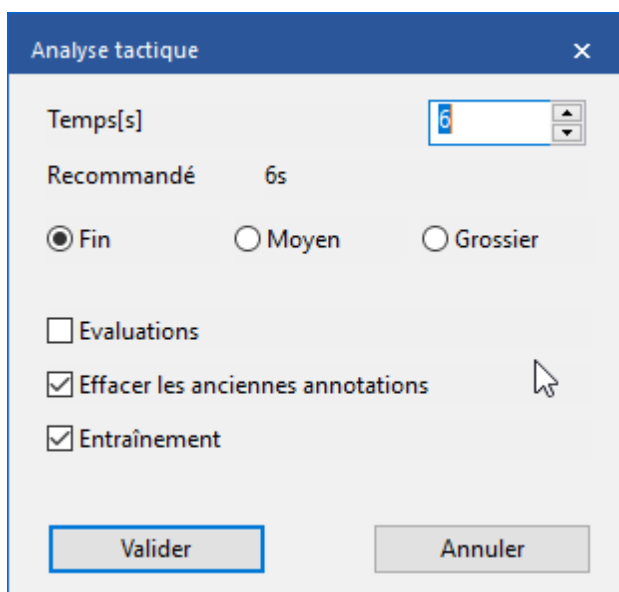 Analyse tactique
Temps[s] 6
Recommandé 6s
Fin Moyen Grossier
Evaluations
Effacer les anciennes annotations
Entraînement
Valider Annuler